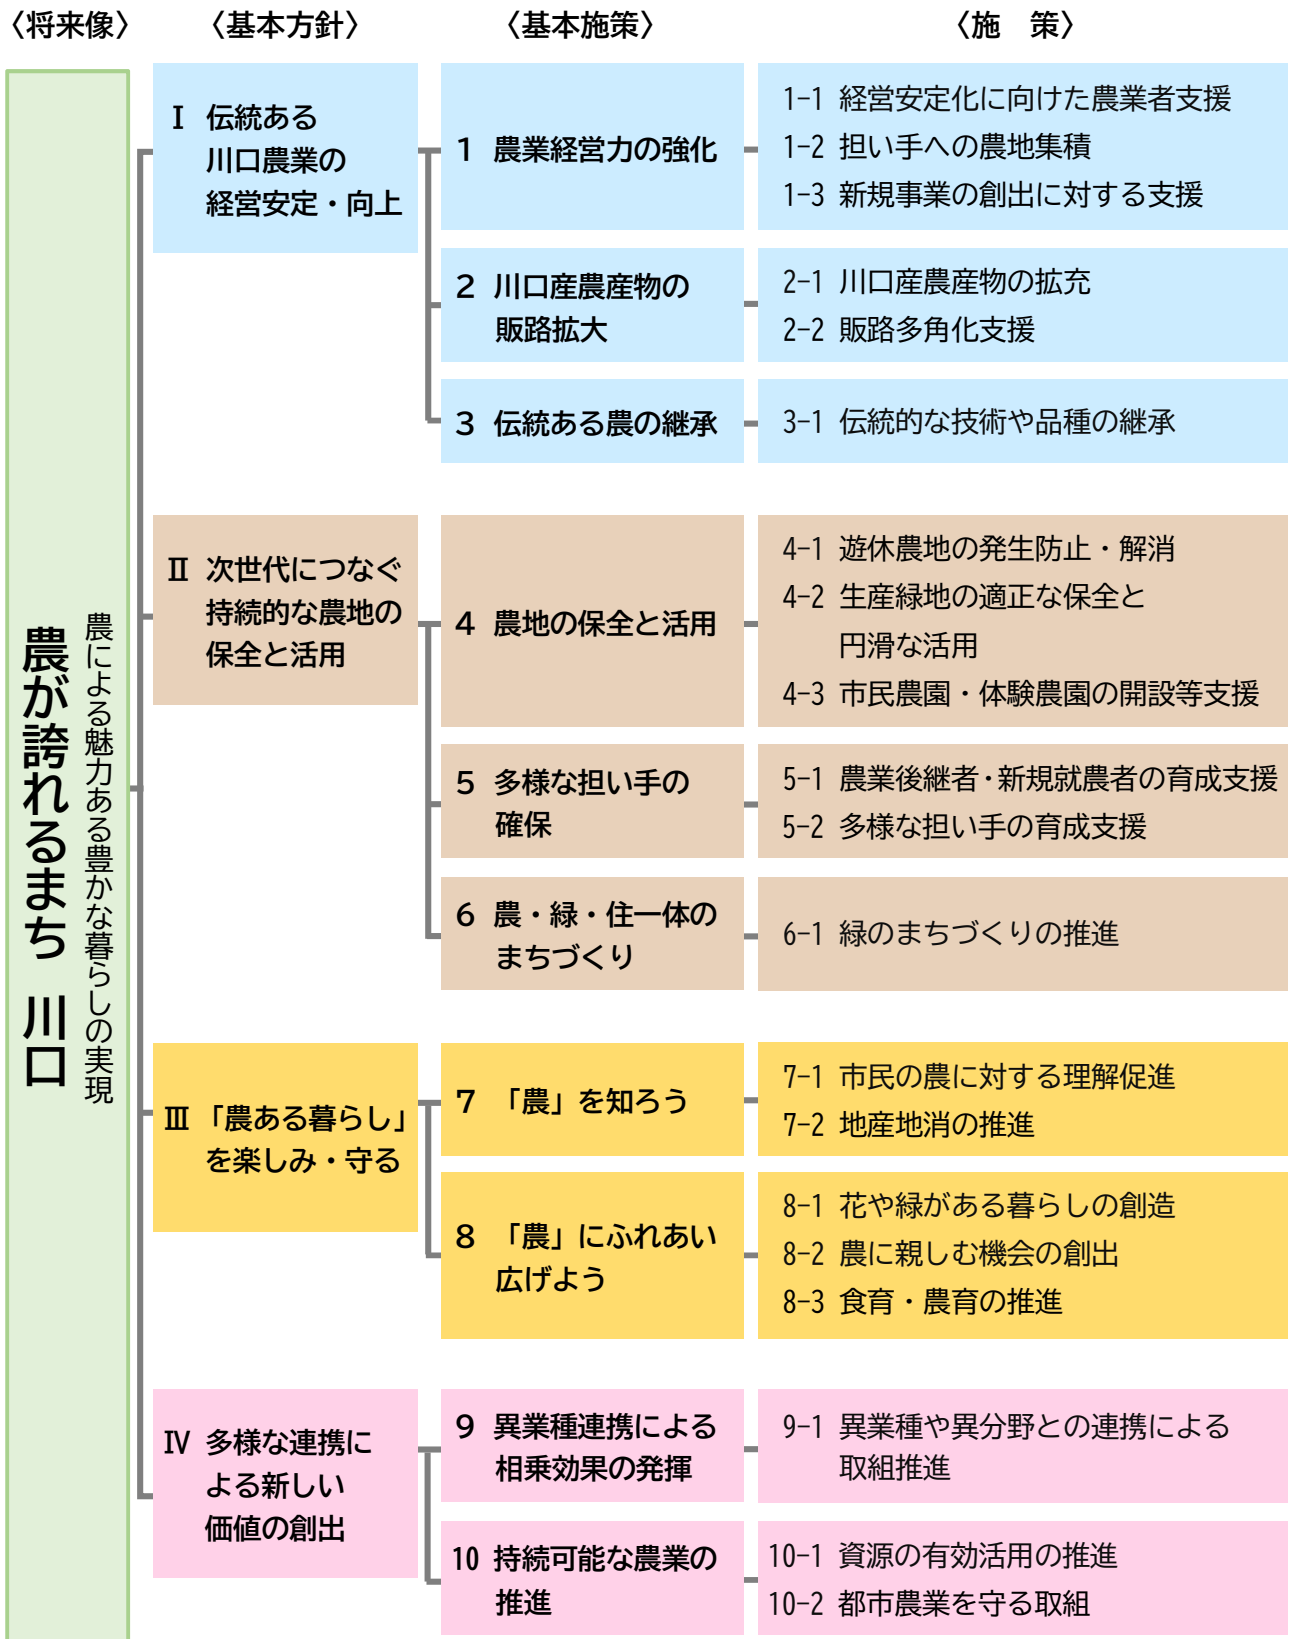 〈将来像〉
〈基本方針〉
〈基本施策〉
〈施　策〉
農が誇れるまち　川口
農による魅力ある豊かな暮らしの実現
Ⅰ 伝統ある
川口農業の
経営安定・向上
1 農業経営力の強化
1-1 経営安定化に向けた農業者支援
1-2 担い手への農地集積
1-3 新規事業の創出に対する支援
2 川口産農産物の
販路拡大
2-1 川口産農産物の拡充
2-2 販路多角化支援
3 伝統ある農の継承
3-1 伝統的な技術や品種の継承
Ⅱ 次世代につなぐ
持続的な農地の
保全と活用
4 農地の保全と活用
4-1 遊休農地の発生防止・解消
4-2 生産緑地の適正な保全と
円滑な活用
4-3 市民農園・体験農園の開設等支援
5 多様な担い手の
確保
5-1 農業後継者・新規就農者の育成支援
5-2 多様な担い手の育成支援
6 農・緑・住一体の
まちづくり
6-1 緑のまちづくりの推進
Ⅲ 「農ある暮らし」
を楽しみ・守る
7 「農」を知ろう
7-1 市民の農に対する理解促進
7-2 地産地消の推進
8 「農」にふれあい
広げよう
8-1 花や緑がある暮らしの創造
8-2 農に親しむ機会の創出
8-3 食育・農育の推進
Ⅳ 多様な連携に
よる新しい
価値の創出
9 異業種連携による
相乗効果の発揮
9-1 異業種や異分野との連携による
取組推進
10 持続可能な農業の
推進
10-1 資源の有効活用の推進
10-2 都市農業を守る取組